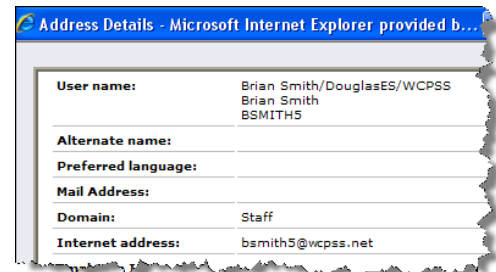 Address Details - Microsoft Internet Explorer provided b...
User name: Brian Smith/DouglasES/WCPSS
Brian Smith
BSMITH5
Alternate name:
Preferred language:
Mail Address:
Domain: Staff
Internet address: bsmith5@wcpss.net